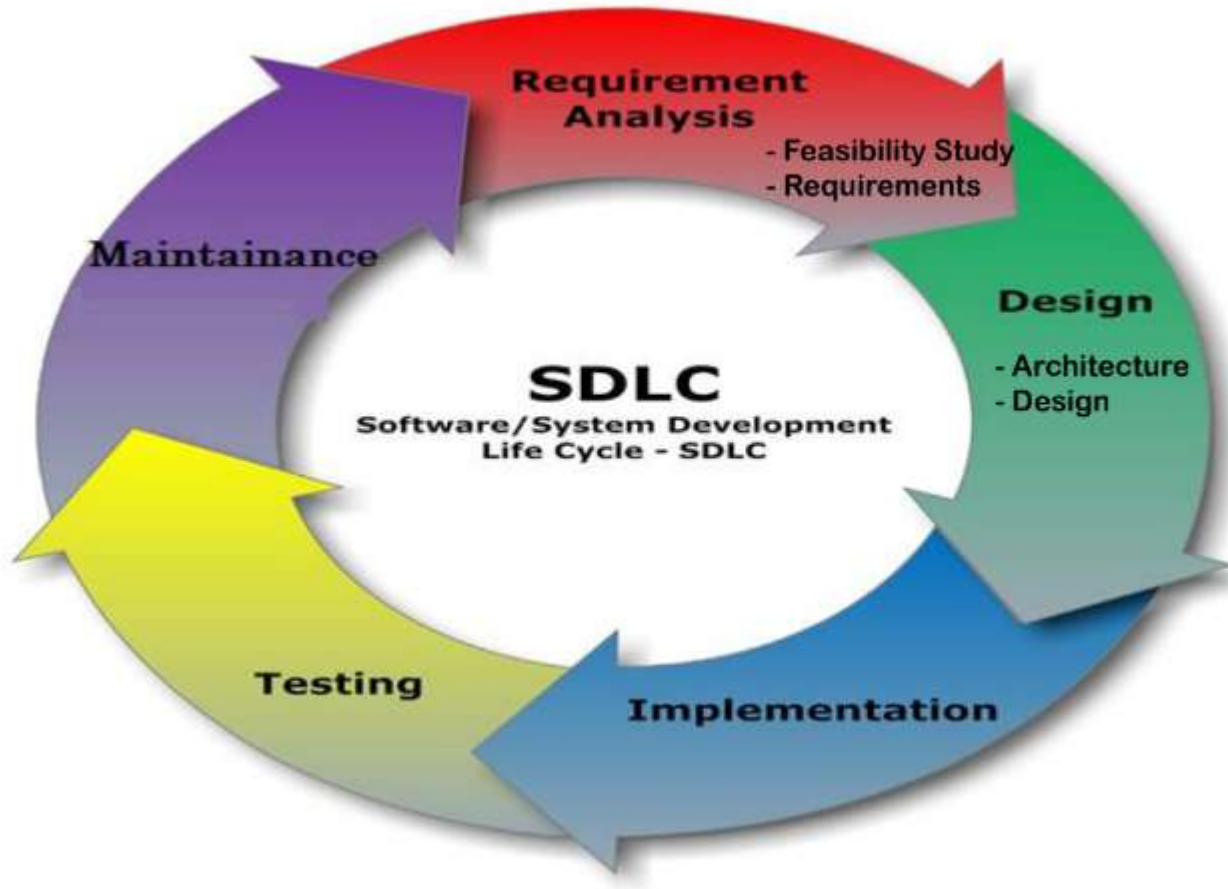 Requirement
Analysis
- Feasibility Study
- Requirements
Design
- Architecture
- Design
Implementation
Testing
Maintainance
SDLC
Software/System Development
Life Cycle - SDLC